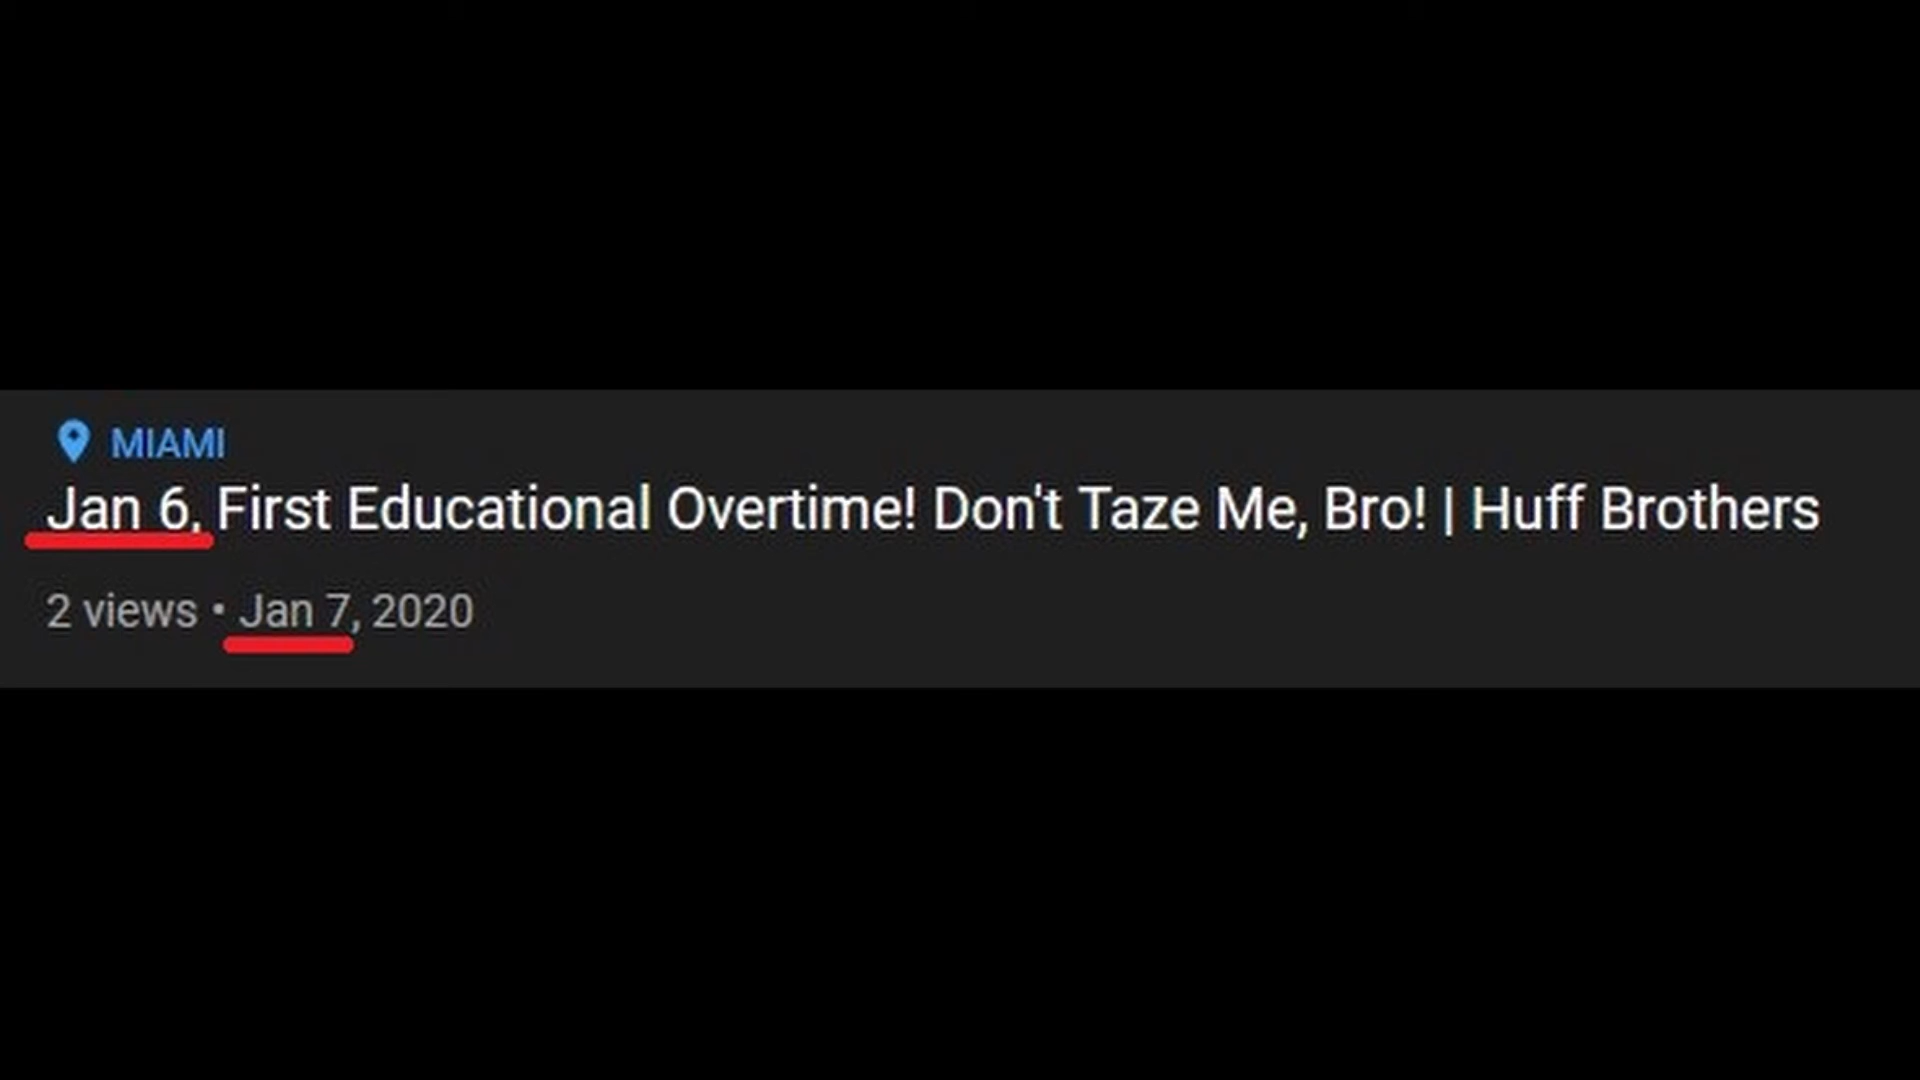 MIAMI
Jan 6, First Educational Overtime! Don't Taze Me, Bro! | Huff Brothers
2 views • Jan 7, 2020